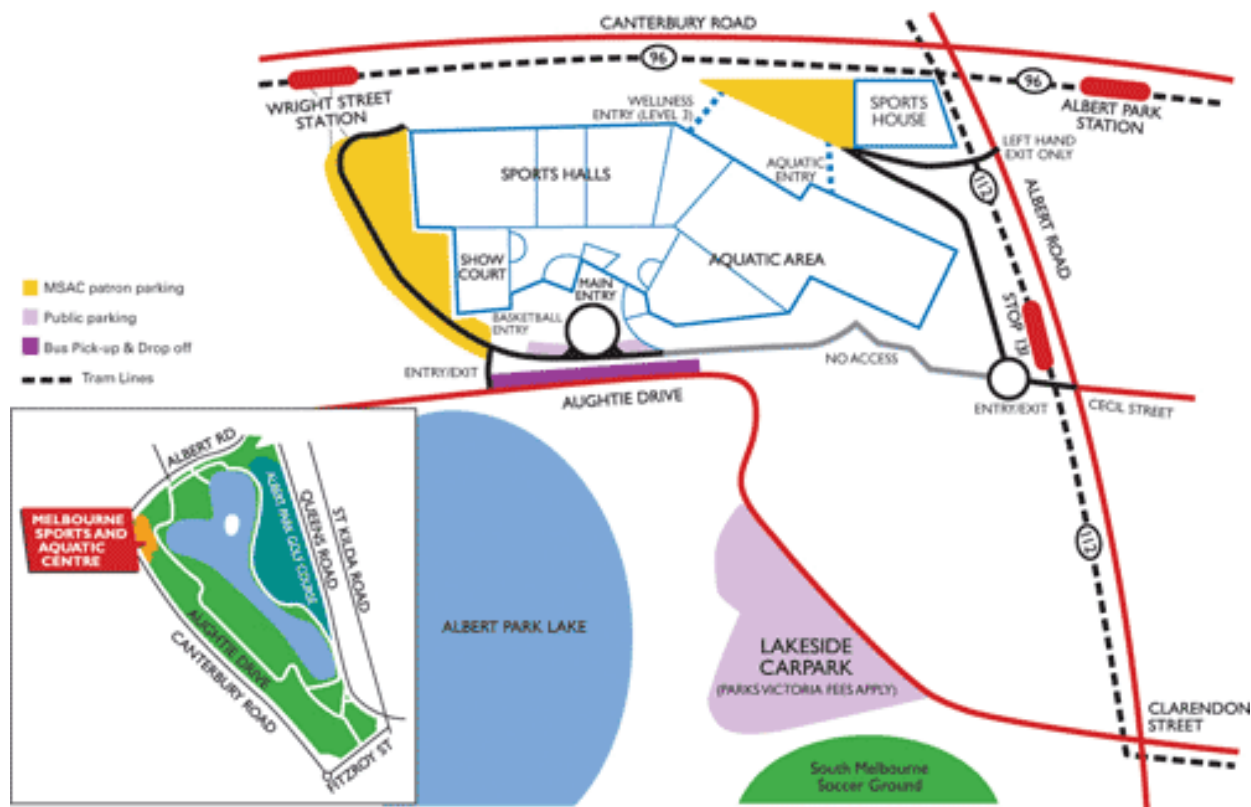 CANTERBURY ROAD
96
96
WRIGHT STREET
STATION
WELLNESS
ENTRY (LEVEL 3)
SPORTS
HOUSE
ALBERT PARK
STATION
LEFT HAND
EXIT ONLY
SPORTS HALLS
AQUATIC
ENTRY
112
ALBERT ROAD
SHOW
COURT
AQUATIC AREA
MAIN
ENTRY
BASKETBALL
ENTRY
STOP 131
MSAC patron parking
Public parking
Bus Pick-up & Drop off
Tram Lines
ENTRY/EXIT
NO ACCESS
AUGHTIE DRIVE
ENTRY/EXIT
CECIL STREET
ALBERT RD
ALBERT PARK GOLF COURSE
QUEENS ROAD
ST KILDA ROAD
MELBOURNE
SPORTS AND
AQUATIC
CENTRE
AUGHTIE DRIVE
CANTERBURY ROAD
FITZROY ST
112
ALBERT PARK LAKE
LAKESIDE
CARPARK
(PARKS VICTORIA FEES APPLY)
CLARENDON
STREET
South Melbourne
Soccer Ground